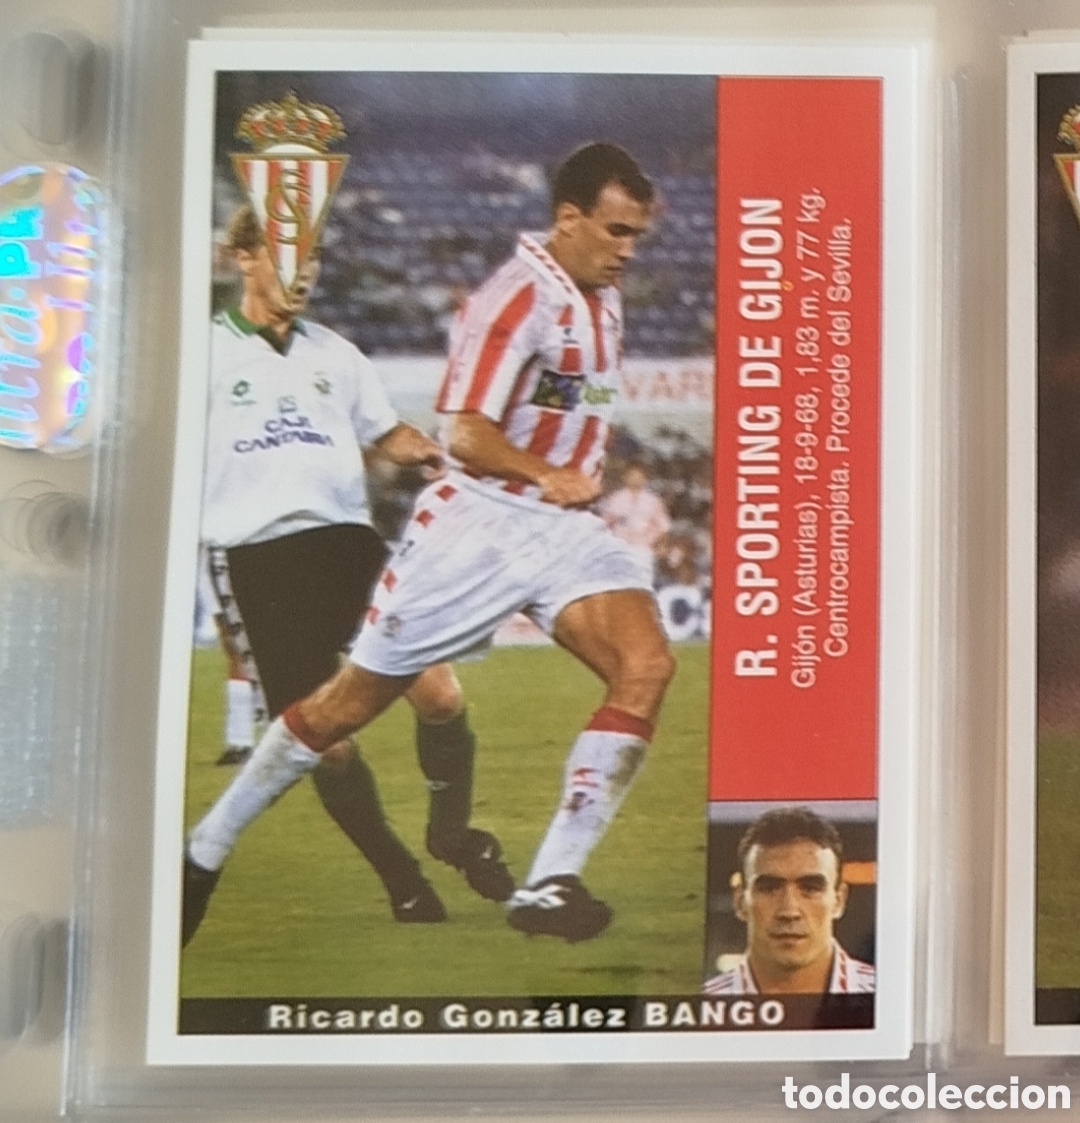 R. SPORTING DE GIJON
Gijón (Asturias), 18-9-68, 1,83 m. y 77 kg.
Centrocampista. Procede del Sevilla.
CAJA
CANTABRIA
Ricardo González BANGO
todocoleccion